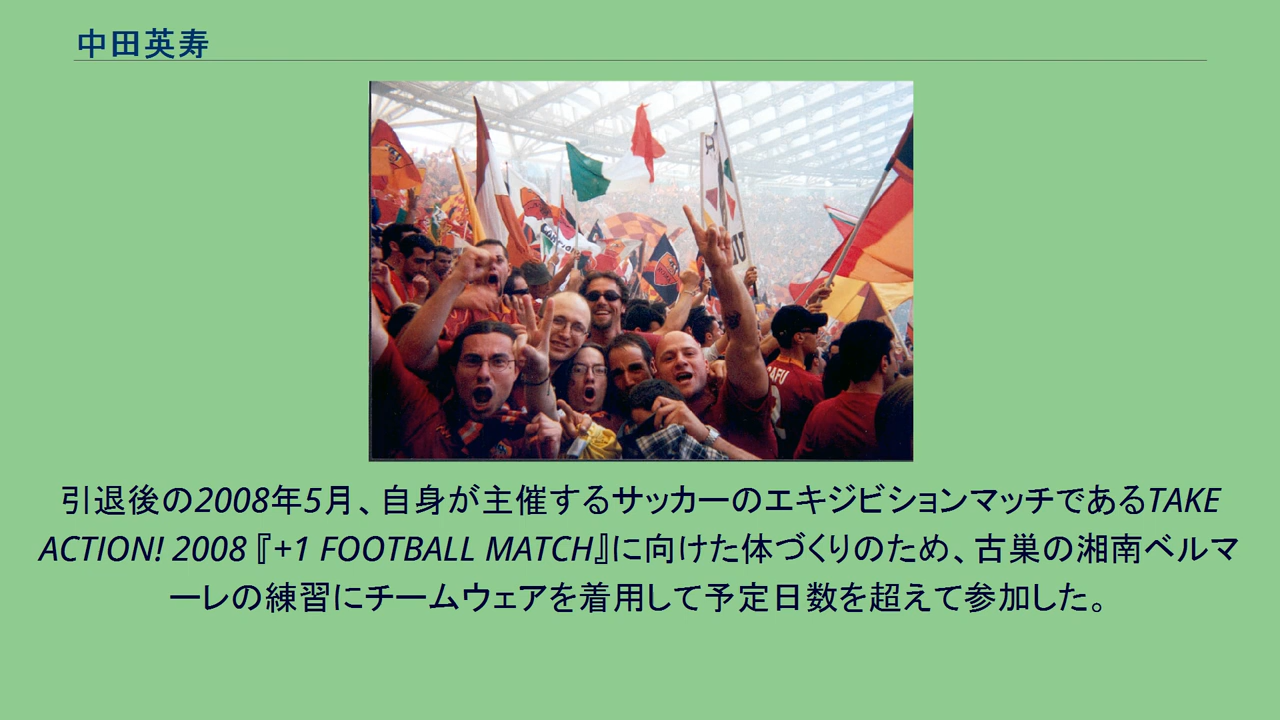 中田英寿
引退後の2008年5月、自身が主催するサッカーのエキジビションマッチであるTAKE
ACTION! 2008『+1 FOOTBALL MATCH』に向けた体づくりのため、古巣の湘南ベルマ
ーレの練習にチームウェアを着用して予定日数を超えて参加した。